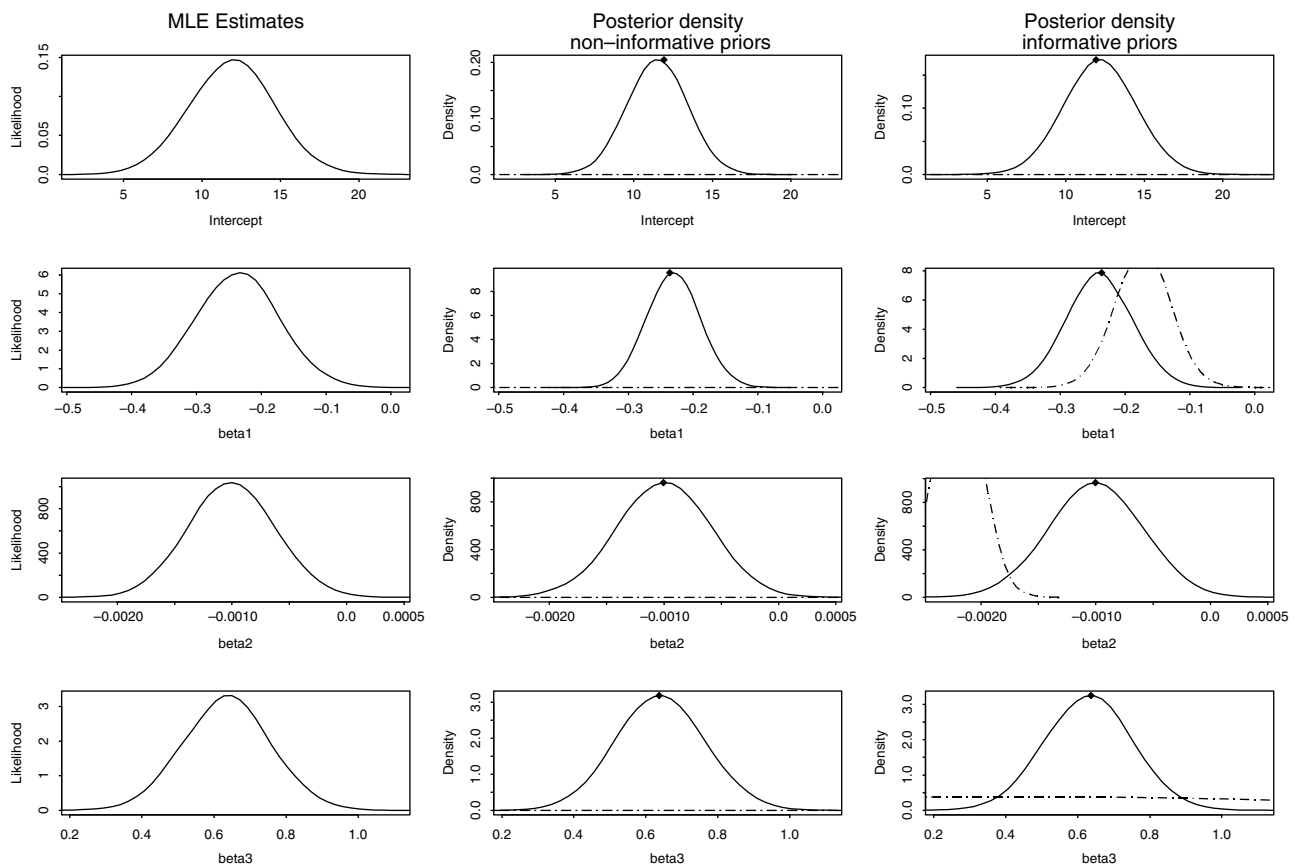 MLE Estimates
Posterior density
non–informative priors
Posterior density
informative priors
Likelihood
0.0 0.05 0.15
5 10 15 20
Intercept
Density
0.0 0.10 0.20
5 10 15 20
Intercept
Density
0.0 0.10
5 10 15 20
Intercept
Likelihood
0 1 2 3 4 5 6
–0.5 –0.4 –0.3 –0.2 –0.1 0.0
beta1
Density
0 2 4 6 8
–0.5 –0.4 –0.3 –0.2 –0.1 0.0
beta1
Density
0 2 4 6 8
–0.5 –0.4 –0.3 –0.2 –0.1 0.0
beta1
Likelihood
0 400 800
–0.0020 –0.0010 0.0 0.0005
beta2
Density
0 400 800
–0.0020 –0.0010 0.0 0.0005
beta2
Density
0 400 800
–0.0020 –0.0010 0.0 0.0005
beta2
Likelihood
0 1 2 3
0.2 0.4 0.6 0.8 1.0
beta3
Density
0.0 1.0 2.0 3.0
0.2 0.4 0.6 0.8 1.0
beta3
Density
0.0 1.0 2.0 3.0
0.2 0.4 0.6 0.8 1.0
beta3